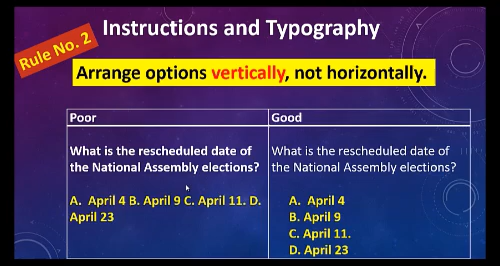 Instructions and Typography
Rule No. 2
Arrange options vertically, not horizontally.
Poor
What is the rescheduled date of
the National Assembly elections?
A. April 4 B. April 9 C. April 11. D.
April 23
Good
What is the rescheduled date of
the National Assembly elections?
A. April 4
B. April 9
C. April 11.
D. April 23